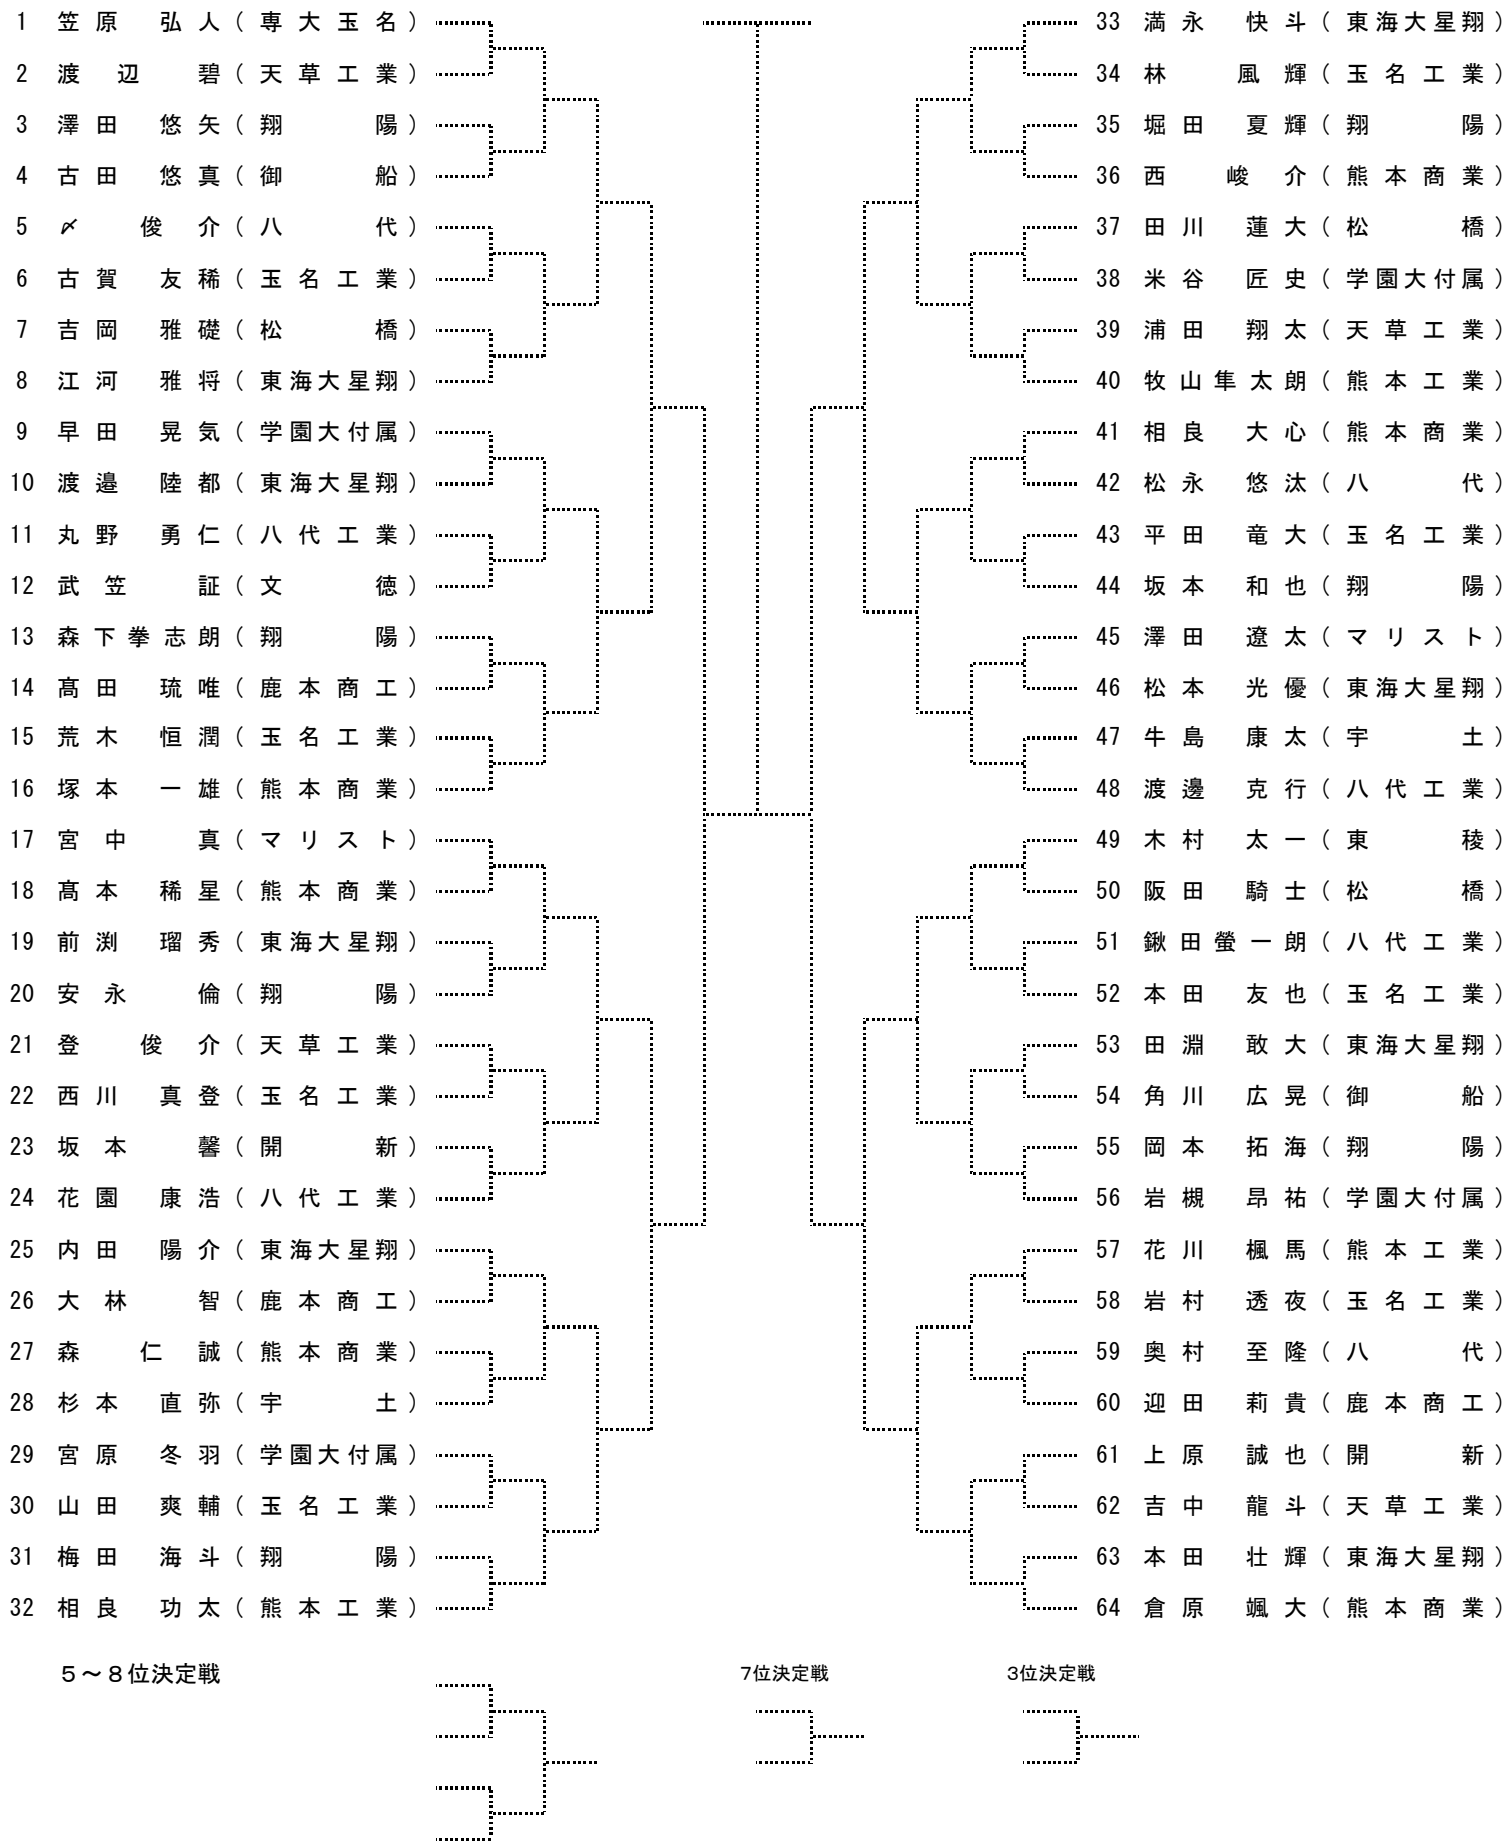 1 笠原 弘人（専大玉名）
2 渡辺 碧（天草工業）
3 澤田 悠矢（翔陽）
4 古田 悠真（御船）
5 〆 俊介（八代）
6 古賀 友稀（玉名工業）
7 吉岡 雅礎（松橋）
8 江河 雅将（東海大星翔）
9 早田 晃気（学園大付属）
10 渡邉 陸都（東海大星翔）
11 丸野 勇仁（八代工業）
12 武笠 証（文徳）
13 森下拳志朗（翔陽）
14 髙田 琉唯（鹿本商工）
15 荒木 恒潤（玉名工業）
16 塚本 一雄（熊本商業）
17 宮中 真（マリスト）
18 髙本 稀星（熊本商業）
19 前渕 瑠秀（東海大星翔）
20 安永 倫（翔陽）
21 登 俊介（天草工業）
22 西川 真登（玉名工業）
23 坂本 馨（開新）
24 花園 康浩（八代工業）
25 内田 陽介（東海大星翔）
26 大林 智（鹿本商工）
27 森 仁誠（熊本商業）
28 杉本 直弥（宇土）
29 宮原 冬羽（学園大付属）
30 山田 爽輔（玉名工業）
31 梅田 海斗（翔陽）
32 相良 功太（熊本工業）
33 満永 快斗（東海大星翔）
34 林 風輝（玉名工業）
35 堀田 夏輝（翔陽）
36 西 峻介（熊本商業）
37 田川 蓮大（松橋）
38 米谷 匠史（学園大付属）
39 浦田 翔太（天草工業）
40 牧山隼太朗（熊本工業）
41 相良 大心（熊本商業）
42 松永 悠汰（八代）
43 平田 竜大（玉名工業）
44 坂本 和也（翔陽）
45 澤田 遼太（マリスト）
46 松本 光優（東海大星翔）
47 牛島 康太（宇土）
48 渡邊 克行（八代工業）
49 木村 太一（東稜）
50 阪田 騎士（松橋）
51 鍬田螢一朗（八代工業）
52 本田 友也（玉名工業）
53 田淵 敢大（東海大星翔）
54 角川 広晃（御船）
55 岡本 拓海（翔陽）
56 岩槻 昂祐（学園大付属）
57 花川 楓馬（熊本工業）
58 岩村 透夜（玉名工業）
59 奥村 至隆（八代）
60 迎田 莉貴（鹿本商工）
61 上原 誠也（開新）
62 吉中 龍斗（天草工業）
63 本田 壮輝（東海大星翔）
64 倉原 颯大（熊本商業）
５～８位決定戦
7位決定戦
3位決定戦